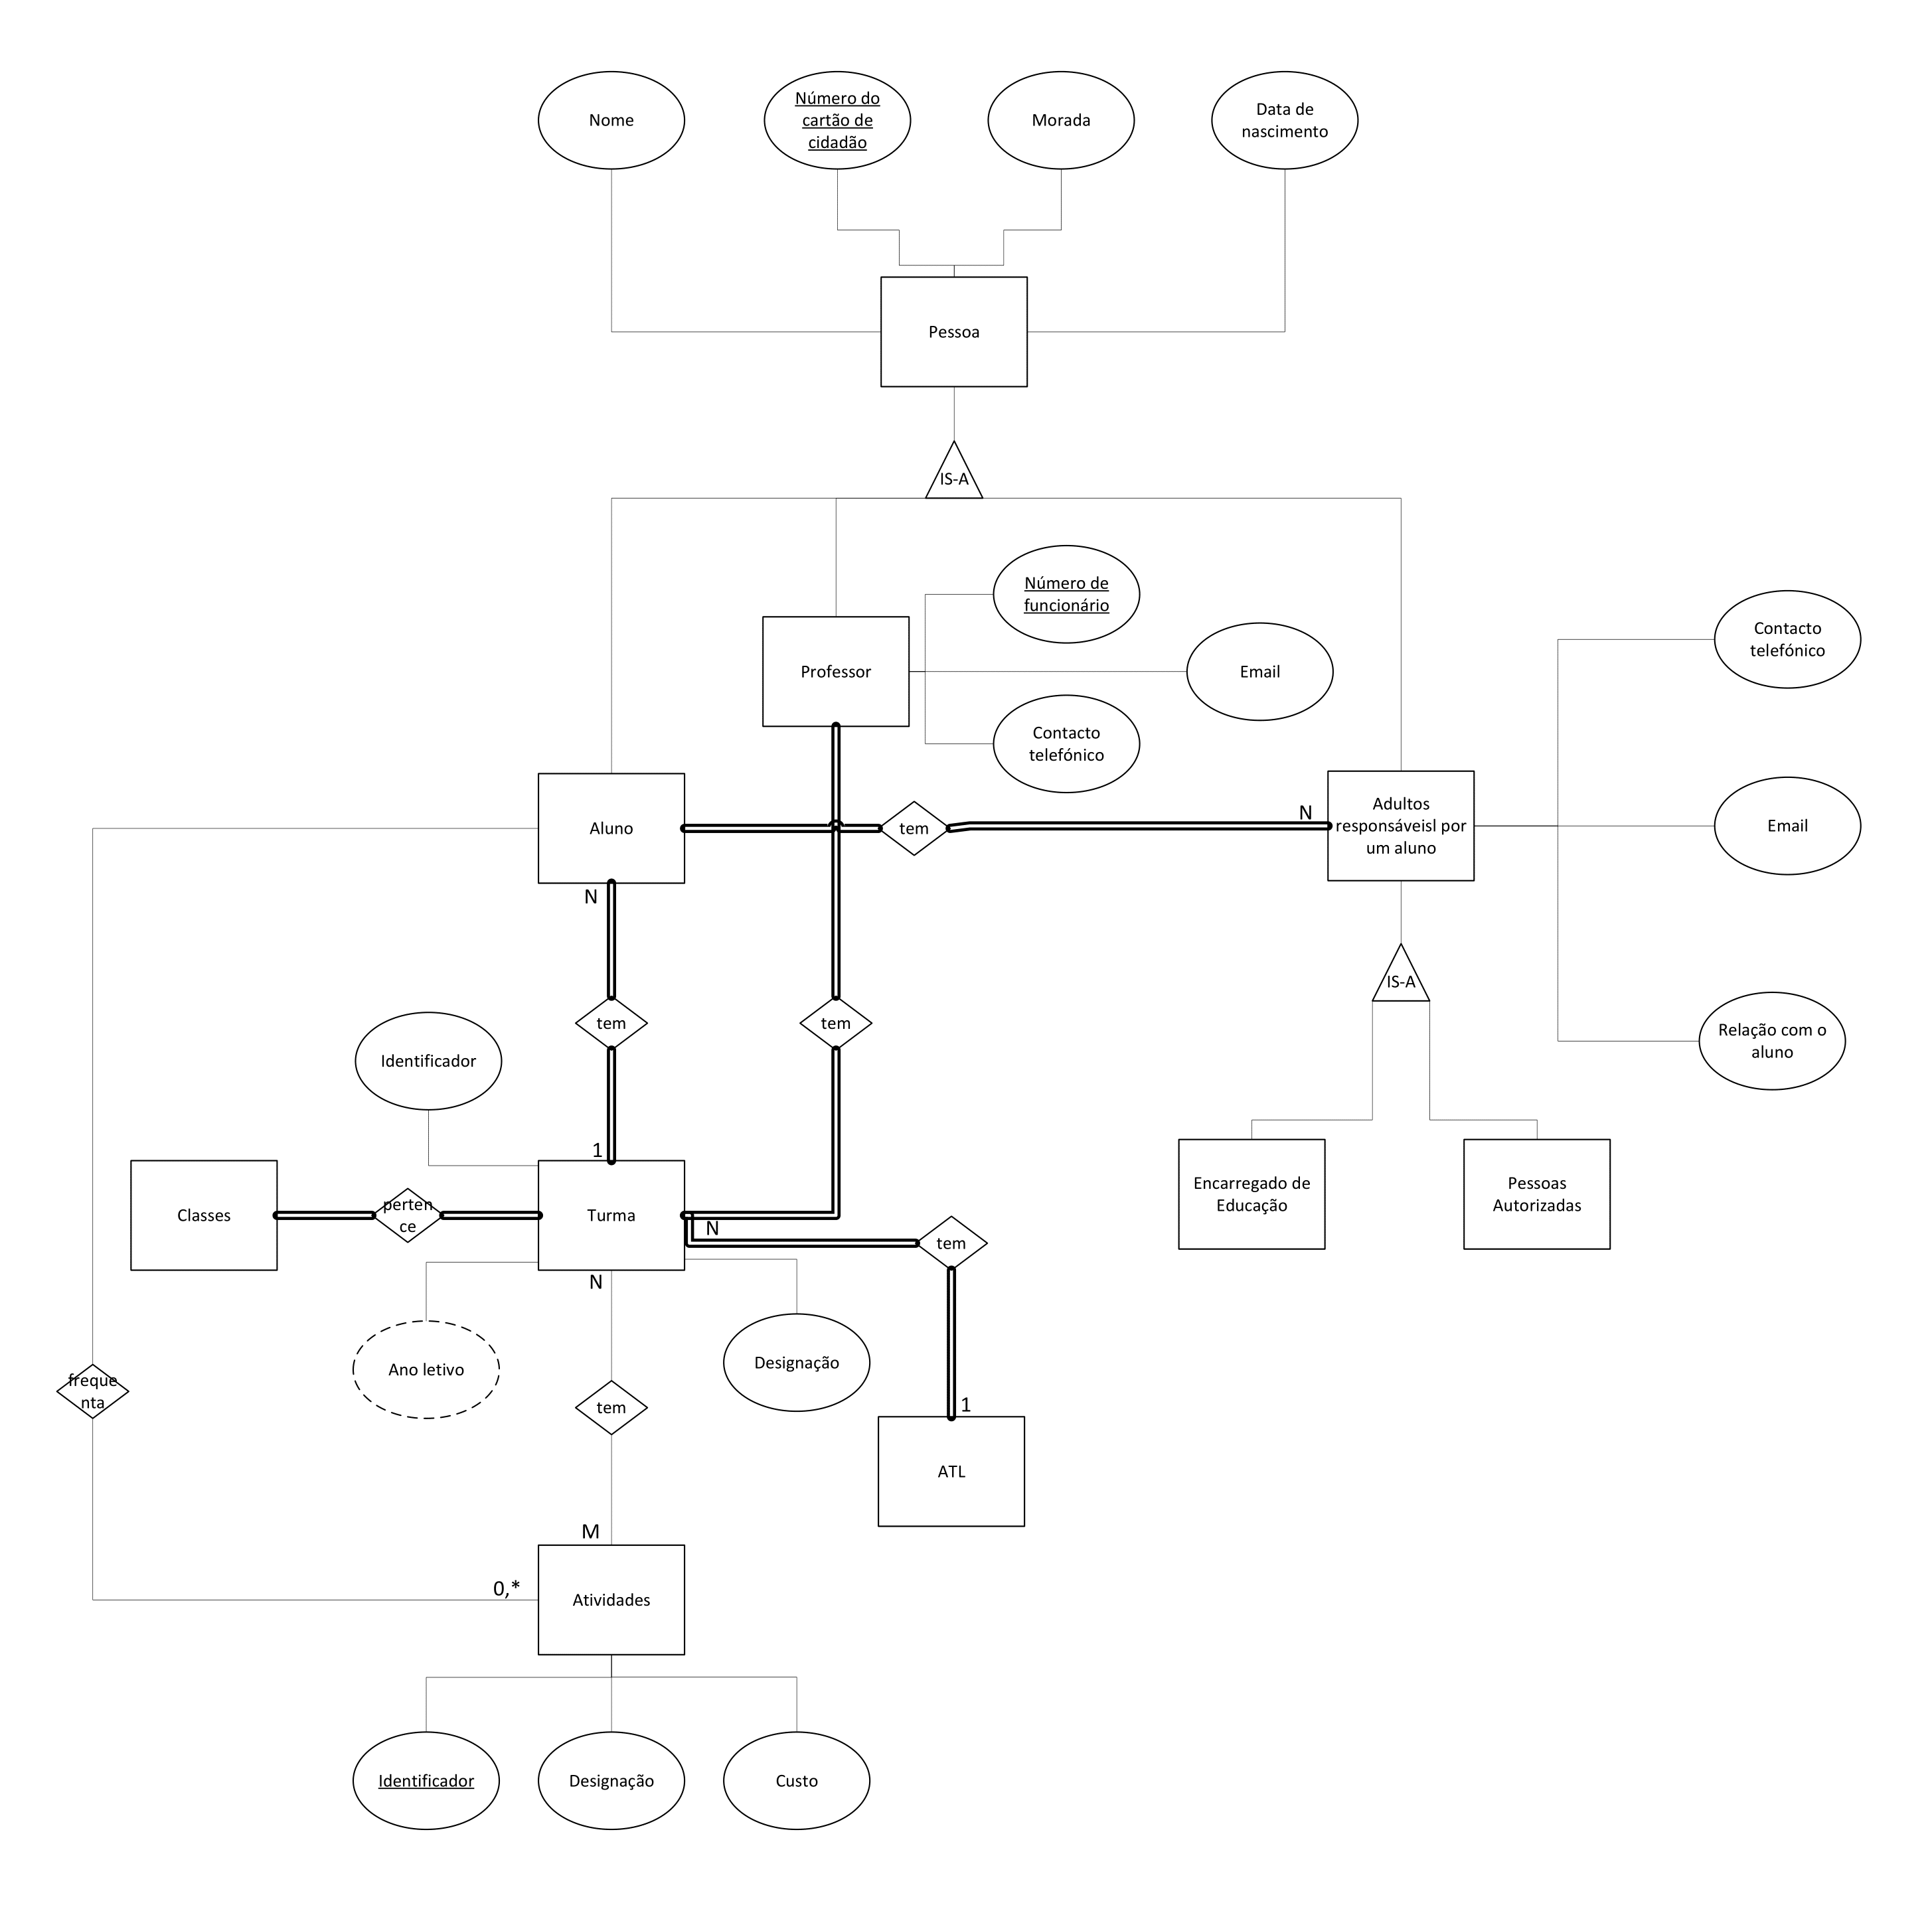 Nome
Número do
cartão de
cidadão
Morada
Data de
nascimento
Pessoa
IS-A
Número de
funcionário
Professor
Email
Contacto
telefónico
Contacto
telefónico
Aluno
tem
N
Adultos
responsáveisl por
um aluno
Email
N
IS-A
tem
tem
Relação com o
aluno
Identificador
1
Classes
perten
ce
Turma
N
tem
Encarregado de
Educação
Pessoas
Autorizadas
N
Ano letivo
Designação
freque
nta
tem
1
ATL
M
0,*
Atividades
Identificador
Designação
Custo